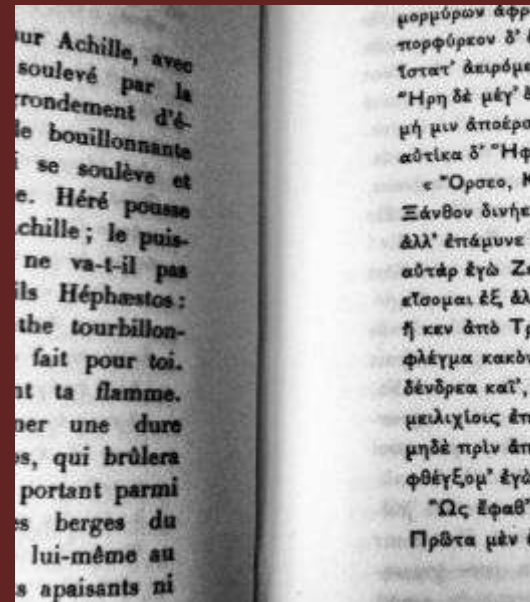 ur Achille, avec
soulevé par la
rrondement d'é-
le bouillonnante
i se soulève et
e. Héré pousse
chille ; le puis-
ne va-t-il pas
ils Héphæstos :
the tourbillon-
fait pour toi.
nt ta flamme.
ner une dure
os, qui brûlera
portant parmi
es berges du
lui-même au
s apaisants ni
μορμύρων ἀφρ
πορφύρεον δ'
ἵστατ' ἀειρόμε
Ἥρη δὲ μέγ'
μή μιν ἀποέρσ
αὐτίκα δ' Ἥφ
« Ὄρσεο, Κ
Ξάνθον δινήε
ἀλλ' ἐπάμυνε
αὐτὰρ ἐγὼ Ζε
εἴσομαι ἐξ ἁλ
ἥ κεν ἀπὸ Τρ
φλέγμα κακὸν
δένδρεα καῖ',
μειλιχίοις ἐπ
μηδὲ πρὶν ἀπ
φθέγξομ' ἐγὼ
Ὣς ἔφαθ'
Πρῶτα μὲν